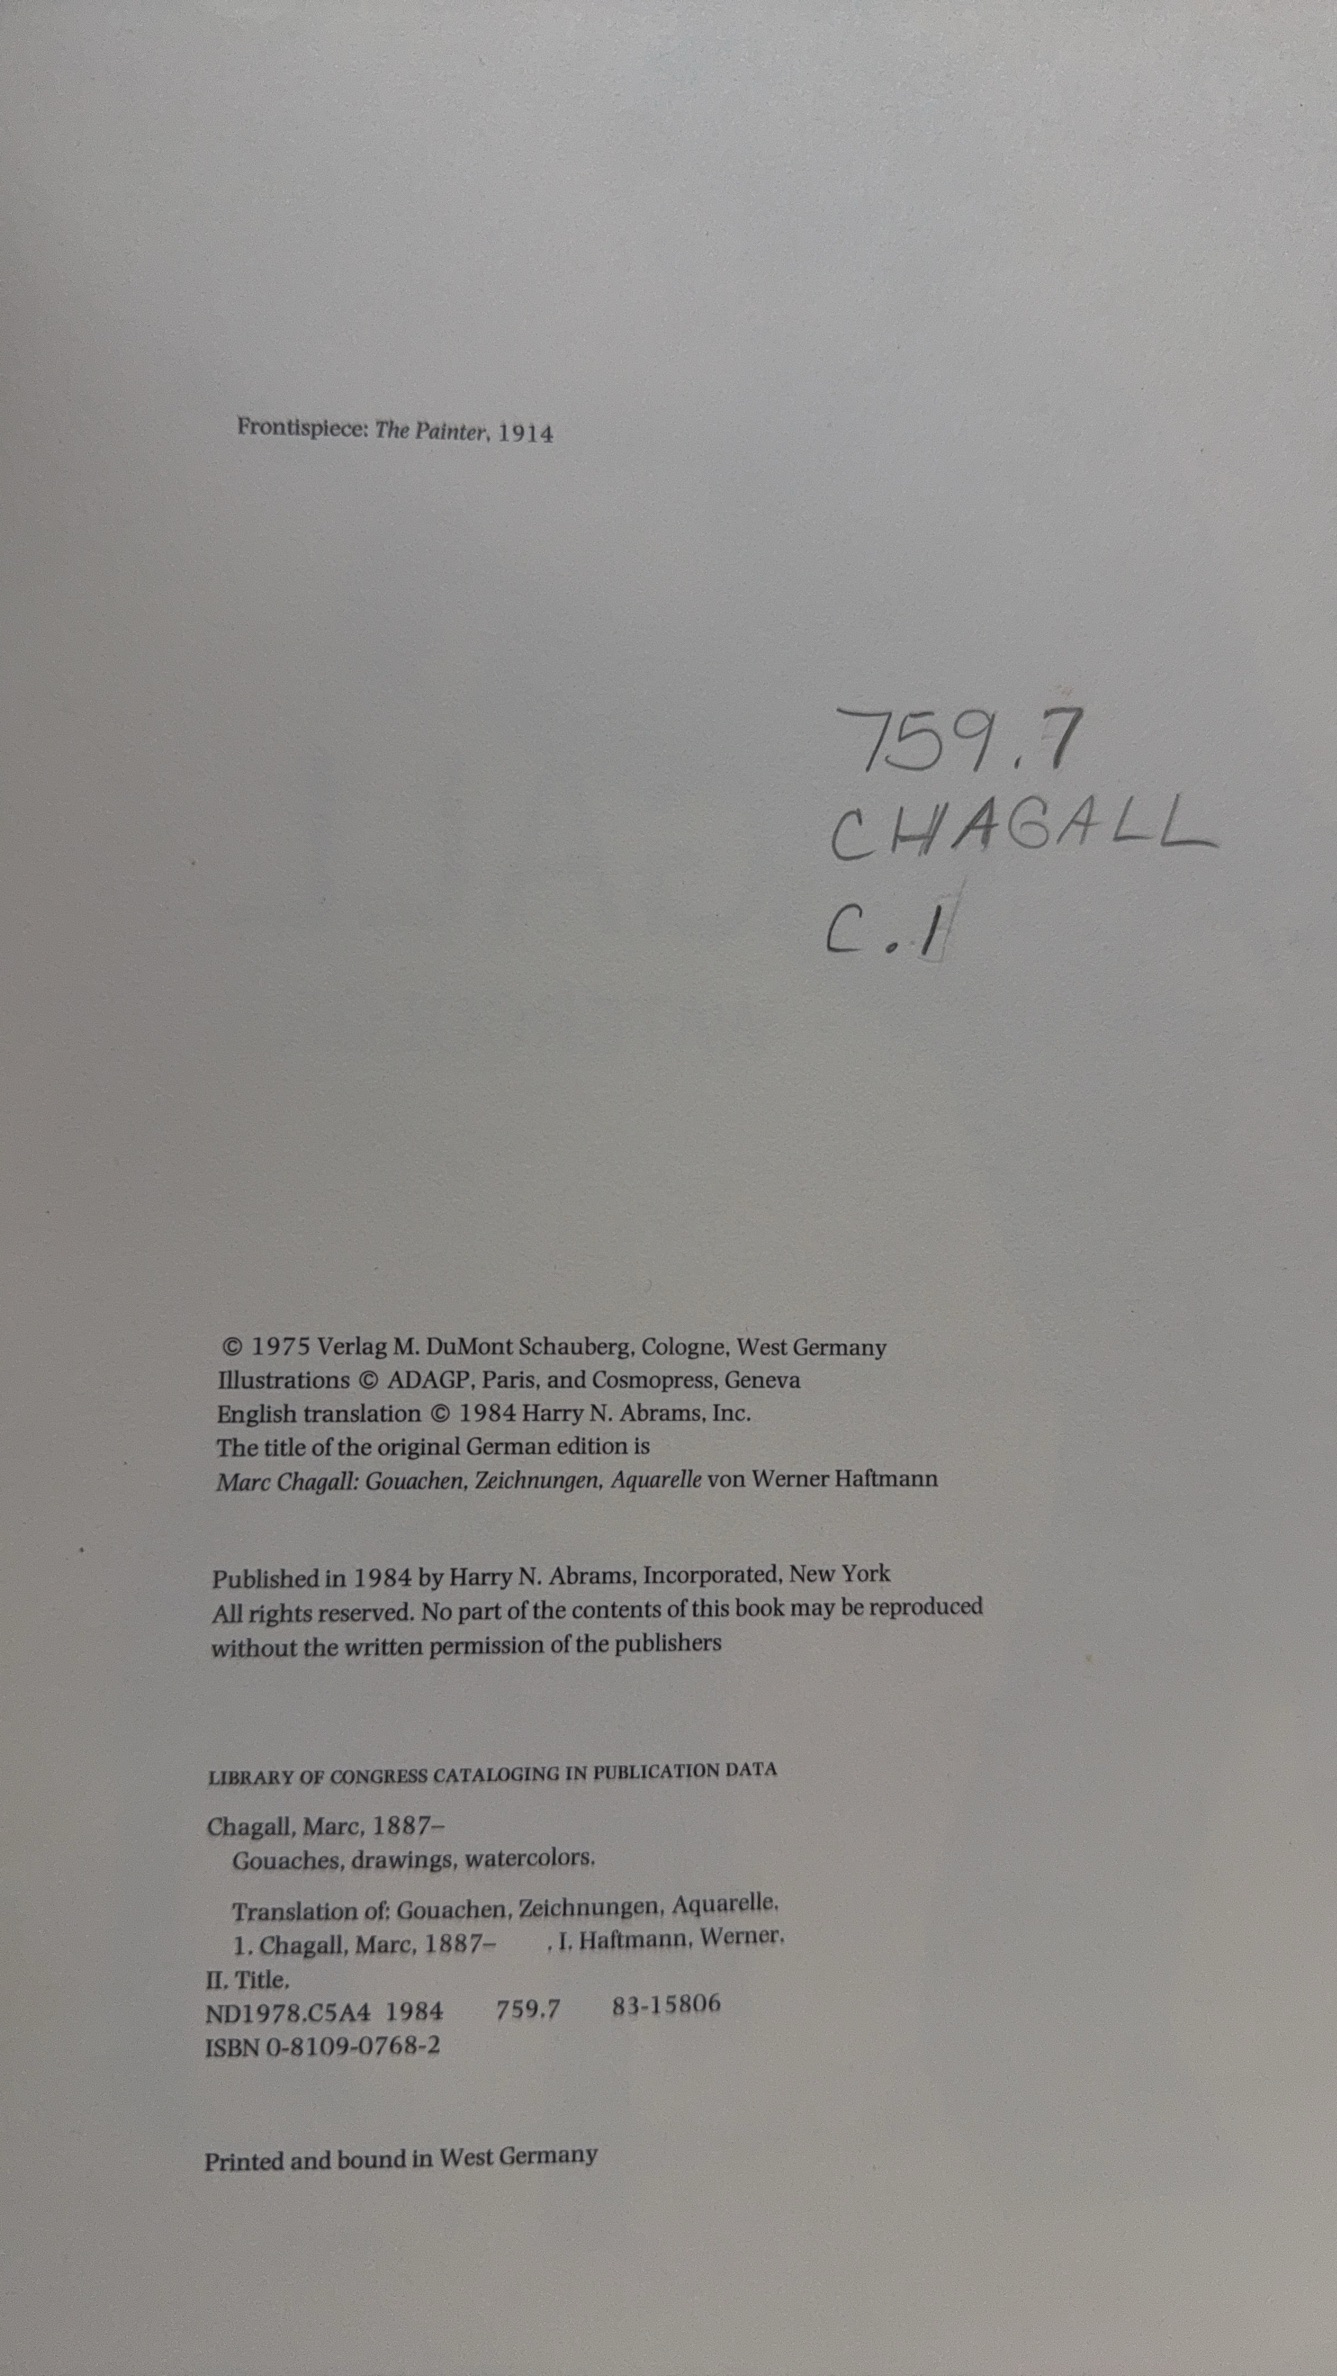 Frontispiece: The Painter, 1914
759.7
CHAGALL
C.1
© 1975 Verlag M. DuMont Schauberg, Cologne, West Germany
Illustrations © ADAGP, Paris, and Cosmopress, Geneva
English translation © 1984 Harry N. Abrams, Inc.
The title of the original German edition is
Marc Chagall: Gouachen, Zeichnungen, Aquarelle von Werner Haftmann
Published in 1984 by Harry N. Abrams, Incorporated, New York
All rights reserved. No part of the contents of this book may be reproduced
without the written permission of the publishers
LIBRARY OF CONGRESS CATALOGING IN PUBLICATION DATA
Chagall, Marc, 1887–
Gouaches, drawings, watercolors.
Translation of: Gouachen, Zeichnungen, Aquarelle.
1. Chagall, Marc, 1887– . I. Haftmann, Werner.
II. Title.
ND1978.C5A4 1984 759.7 83-15806
ISBN 0-8109-0768-2
Printed and bound in West Germany